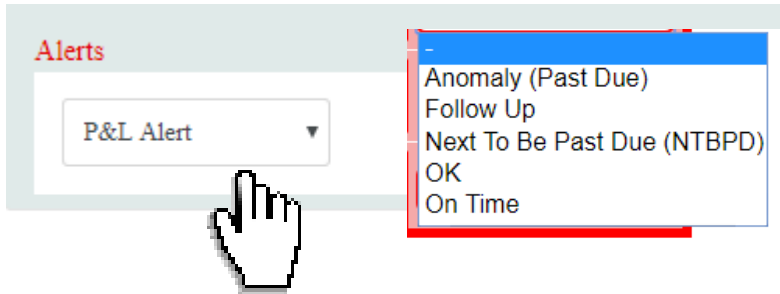 Alerts
P&L Alert
-
Anomaly (Past Due)
Follow Up
Next To Be Past Due (NTBPD)
OK
On Time